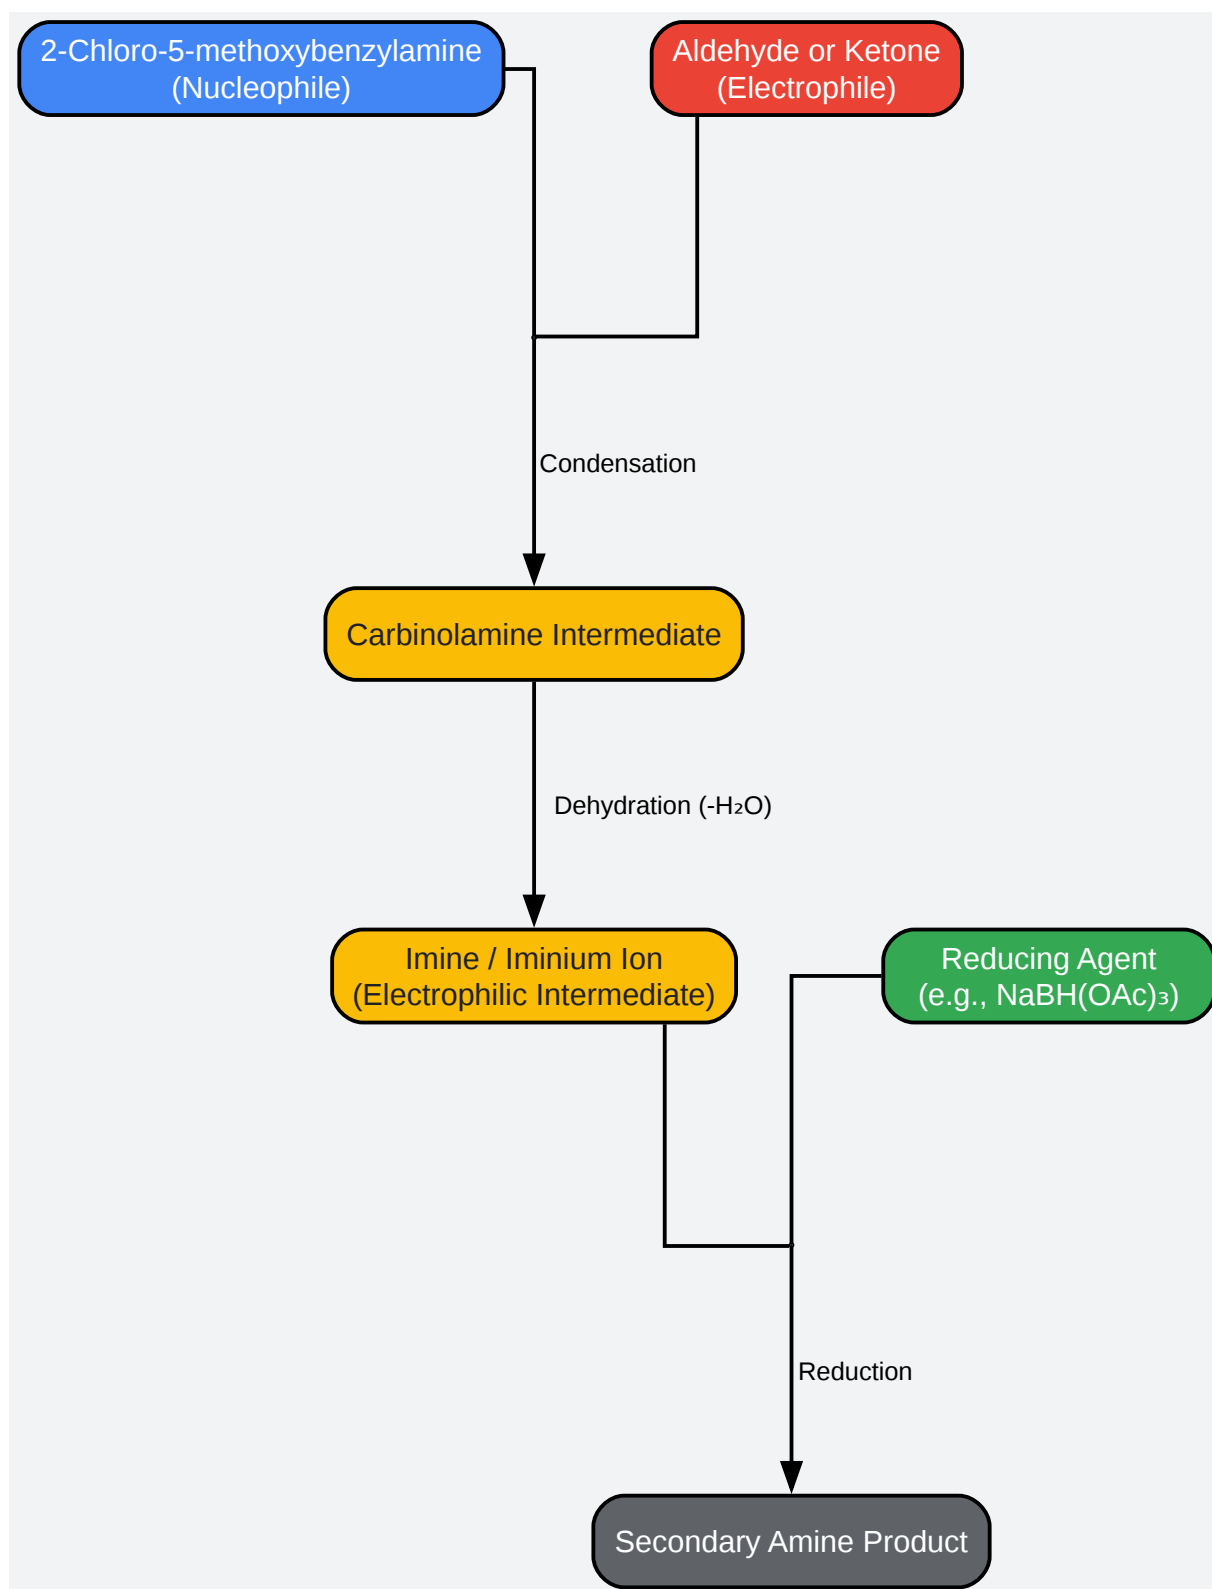 2-Chloro-5-methoxybenzylamine
(Nucleophile)
Aldehyde or Ketone
(Electrophile)
Condensation
Carbinolamine Intermediate
Dehydration (-H₂O)
Imine / Iminium Ion
(Electrophilic Intermediate)
Reducing Agent
(e.g., NaBH(OAc)₃)
Reduction
Secondary Amine Product